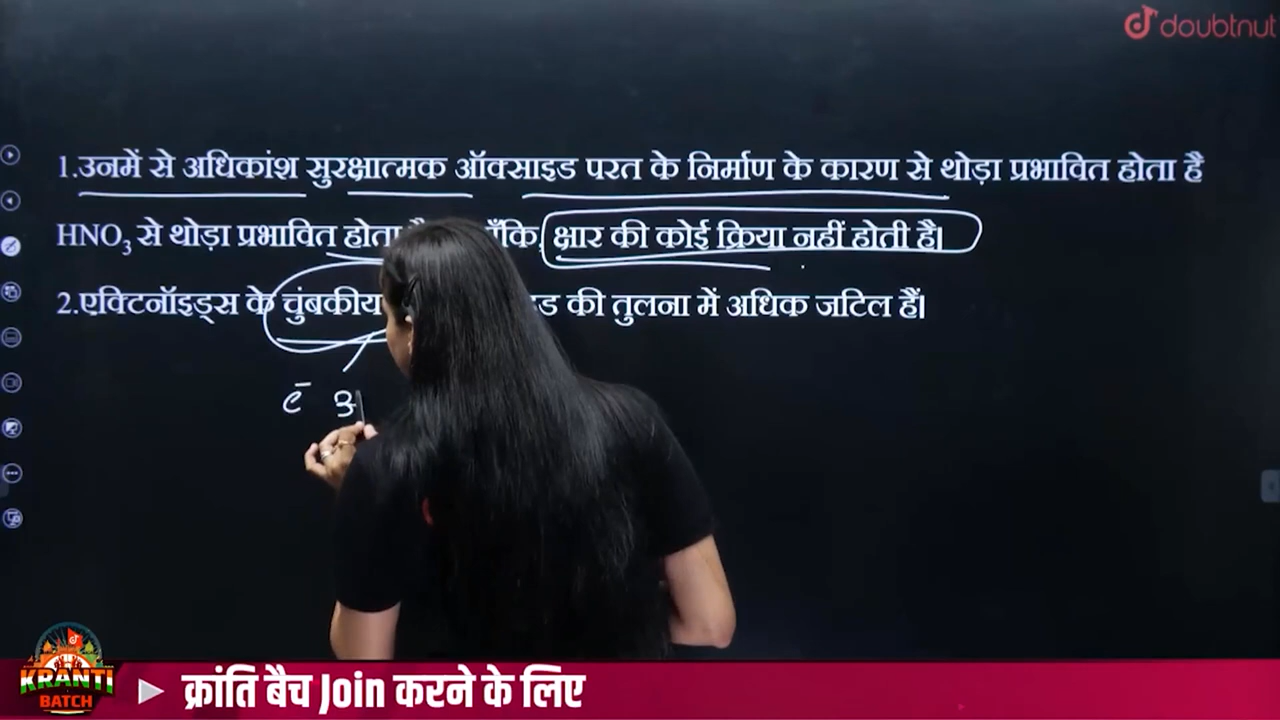 doubtnut
1.उनमें से अधिकांश सुरक्षात्मक ऑक्साइड परत के निर्माण के कारण से थोड़ा प्रभावित होता है
HNO₃ से थोड़ा प्रभावित होता क्षार की कोई क्रिया नहीं होती है।
2.एक्टिनॉइड्स के चुंबकीय की तुलना में अधिक जटिल हैं।
e⁻
KRANTI
BATCH
क्रांति बैच Join करने के लिए